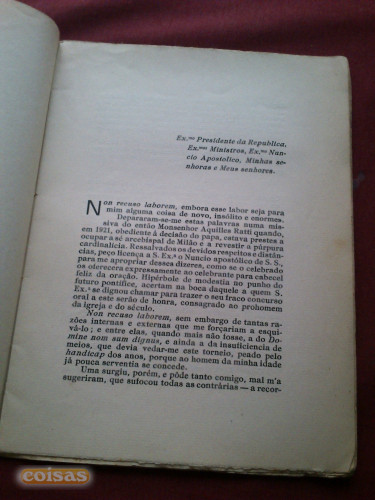 Ex.mo Presidente da Republica,
Ex.mos Ministros, Ex.mo Nun-
cio Apostolico, Minhas se-
nhoras e Meus senhores.
Non recuso laborem, embora esse labor seja para
mim alguma coisa de novo, insólito e enormes.
Depararam-se-me estas palavras numa mis-
siva do então Monsenhor Aquilles Ratti quando,
em 1921, obediente á decisão do papa, estava prestes a
ocupar a sé arcebispal de Milão e a revestir a púrpura
cardinalícia. Ressalvados os devidos respeitos e distân-
cias, peço licença a S. Ex.ª o Nuncio apostolico de S. S.
para me apropriar desses dizeres, como se o celebrado
os oferecera expressamente ao celebrante para cabecel
felis da oração. Hipérbole de modestia no punho do
futuro pontífice, acertam na boca daquele a quem S.
Ex.ª se dignou chamar para trazer o seu fraco concurso
oral a este serão de honra, consagrado ao prohomem
da igreja e do século.
Non recuso laborem, sem embargo de tantas ra-
zões internas e externas que me forçariam a esqui-
vá-lo; e entre elas, quando mais não fosse, a do Do-
mine non sum dignus, e ainda a da insuficiencia de
meios, que devia vedar-me este torneio, peado pelo
handicap dos anos, porque ao homem da minha idade
já pouca serventia se concede.
Uma surgiu, porém, e pôde tanto comigo, mal m'a
sugeriram, que sufocou todas as contrárias — a recor-
coisas